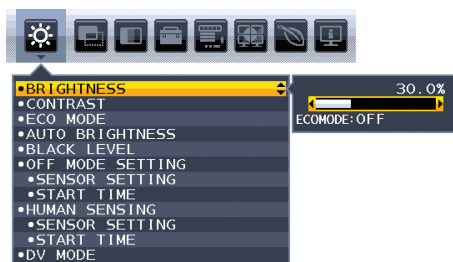 •BRIGHTNESS
30.0%
•CONTRAST
ECOMODE:OFF
•ECO MODE
•AUTO BRIGHTNESS
•BLACK LEVEL
•OFF MODE SETTING
•SENSOR SETTING
•START TIME
•HUMAN SENSING
•SENSOR SETTING
•START TIME
•DV MODE